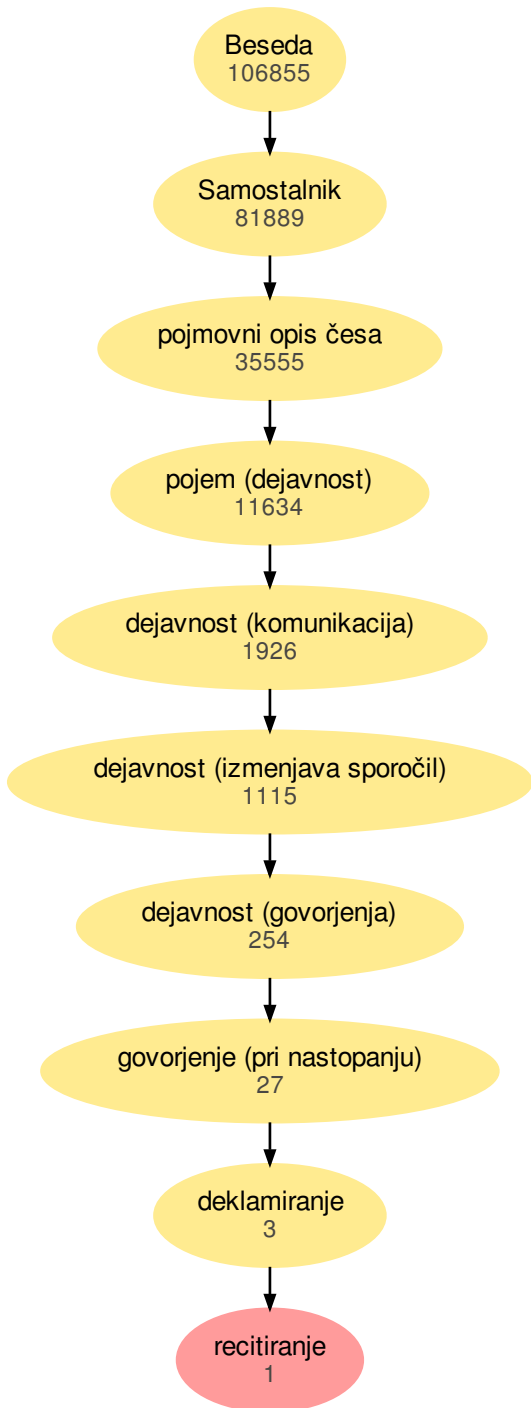 Beseda
106855
Samostalnik
81889
pojmovni opis česa
35555
pojem (dejavnost)
11634
dejavnost (komunikacija)
1926
dejavnost (izmenjava sporočil)
1115
dejavnost (govorjenja)
254
govorjenje (pri nastopanju)
27
deklamiranje
3
recitiranje
1